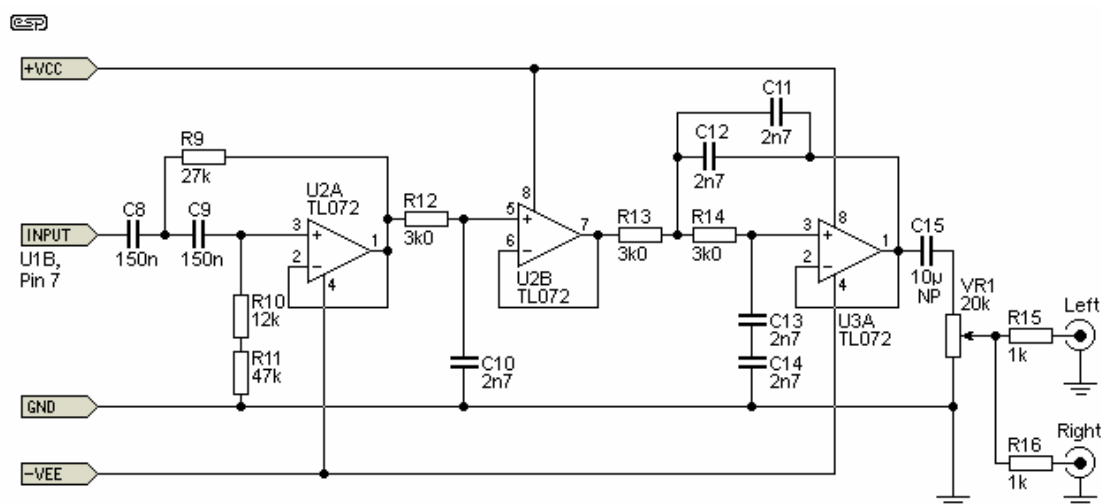 esp
+VCC
C11
2n7
C12
2n7
R9
27k
U2A
TL072
8
R12
3k0
C8
150n
C9
150n
INPUT
U1B,
Pin 7
3
2
1
4
5
6
7
U2B
TL072
R13
3k0
R14
3k0
3
2
8
1
4
U3A
TL072
C15
10µ
NP
VR1
20k
R15
1k
Left
R10
12k
R11
47k
C10
2n7
C13
2n7
C14
2n7
GND
Right
R16
1k
-VEE